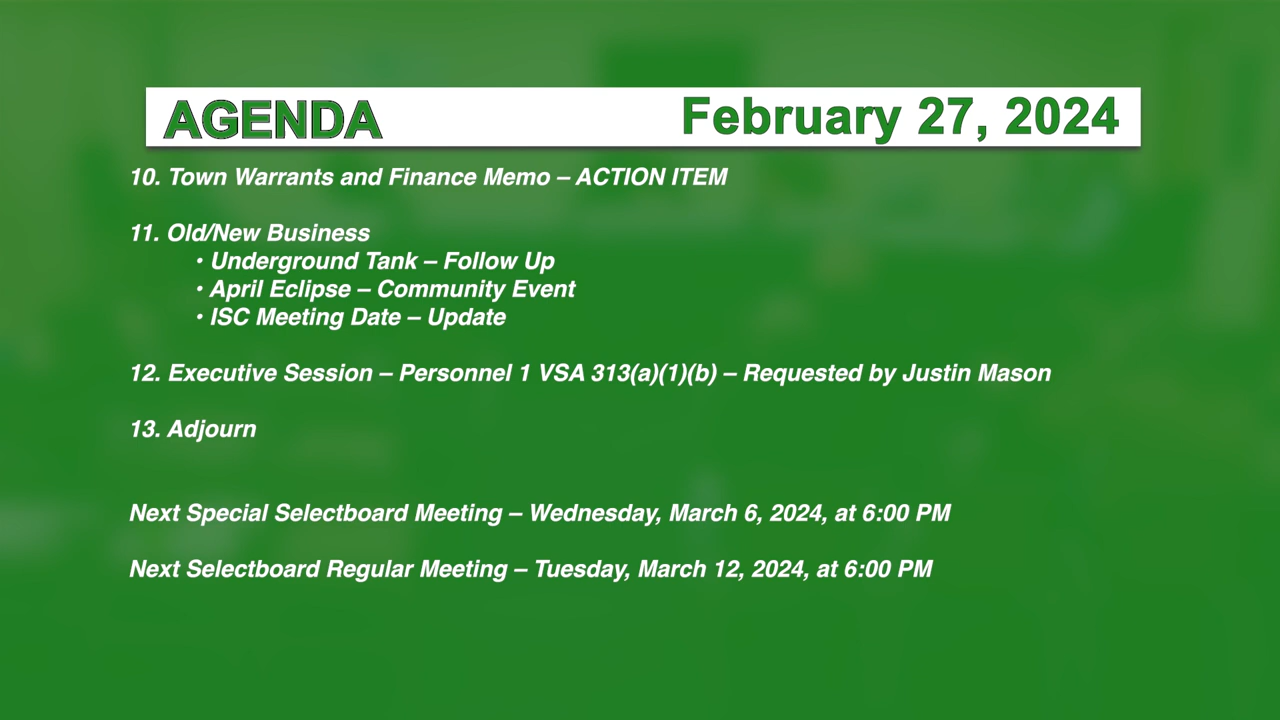 AGENDA February 27, 2024
10. Town Warrants and Finance Memo – ACTION ITEM
11. Old/New Business
• Underground Tank – Follow Up
• April Eclipse – Community Event
• ISC Meeting Date – Update
12. Executive Session – Personnel 1 VSA 313(a)(1)(b) – Requested by Justin Mason
13. Adjourn
Next Special Selectboard Meeting – Wednesday, March 6, 2024, at 6:00 PM
Next Selectboard Regular Meeting – Tuesday, March 12, 2024, at 6:00 PM